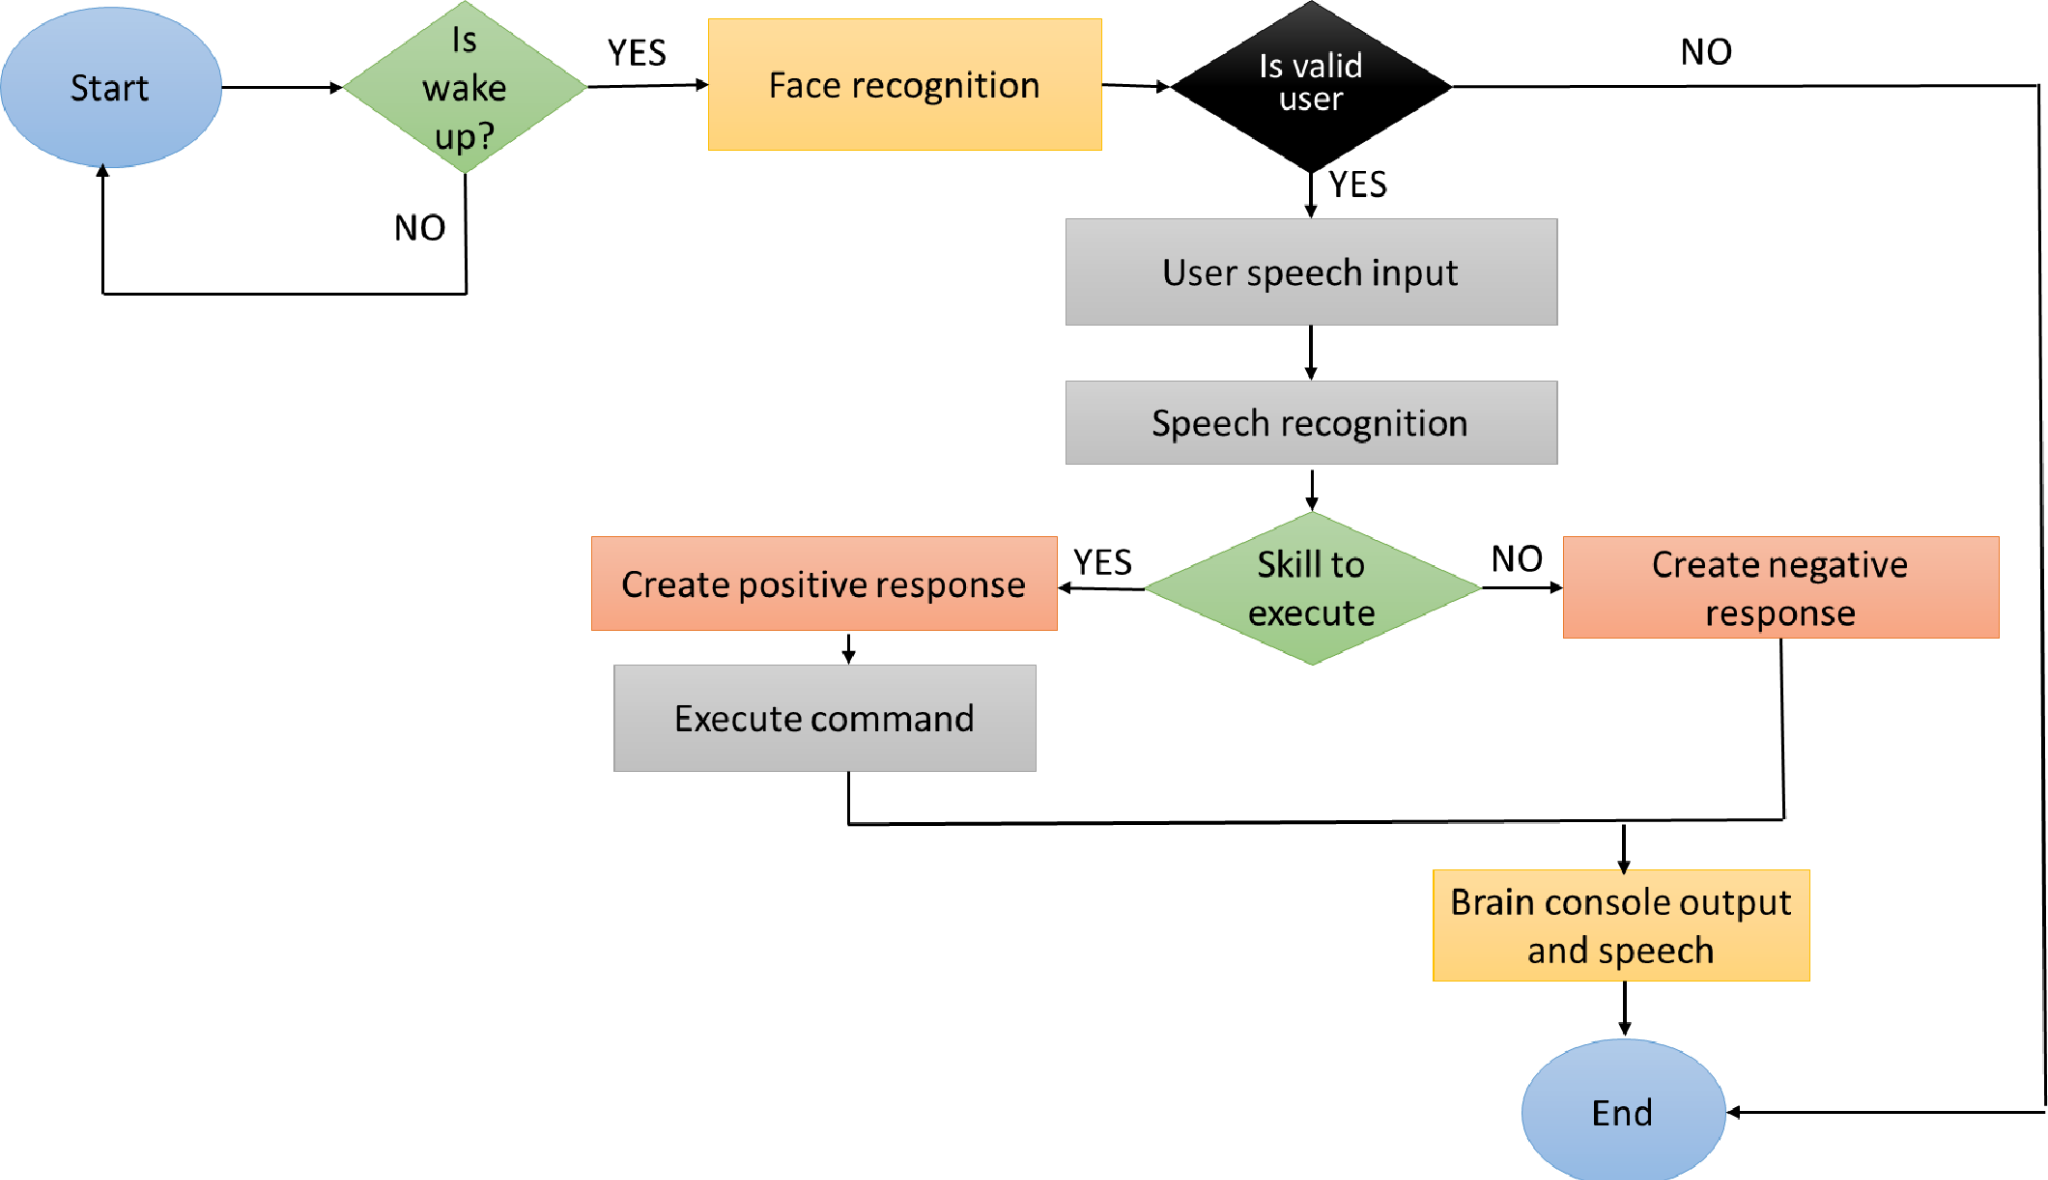 Start
Is
wake
up?
YES
NO
Face recognition
Is valid
user
NO
YES
User speech input
Speech recognition
Skill to
execute
YES
NO
Create positive response
Create negative
response
Execute command
Brain console output
and speech
End